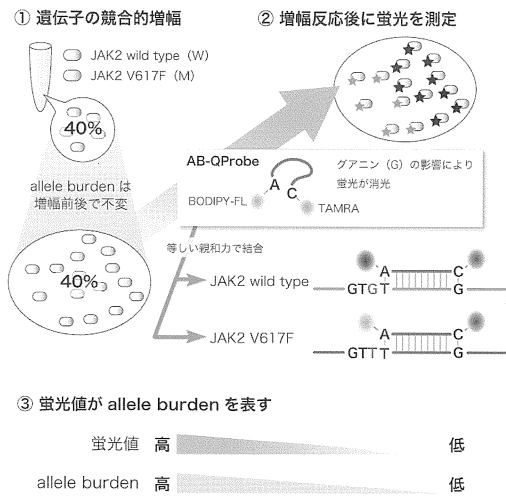 ① 遺伝子の競合的増幅
JAK2 wild type（W）
JAK2 V617F（M）
40%
allele burden は
増幅前後で不変
40%
② 増幅反応後に蛍光を測定
AB-QProbe
A
C
BODIPY-FL
TAMRA
グアニン（G）の影響により
蛍光が消光
等しい親和力で結合
JAK2 wild type
A C
GTGT G
JAK2 V617F
A C
GTTT G
③ 蛍光値が allele burden を表す
蛍光値 高 低
allele burden 高 低